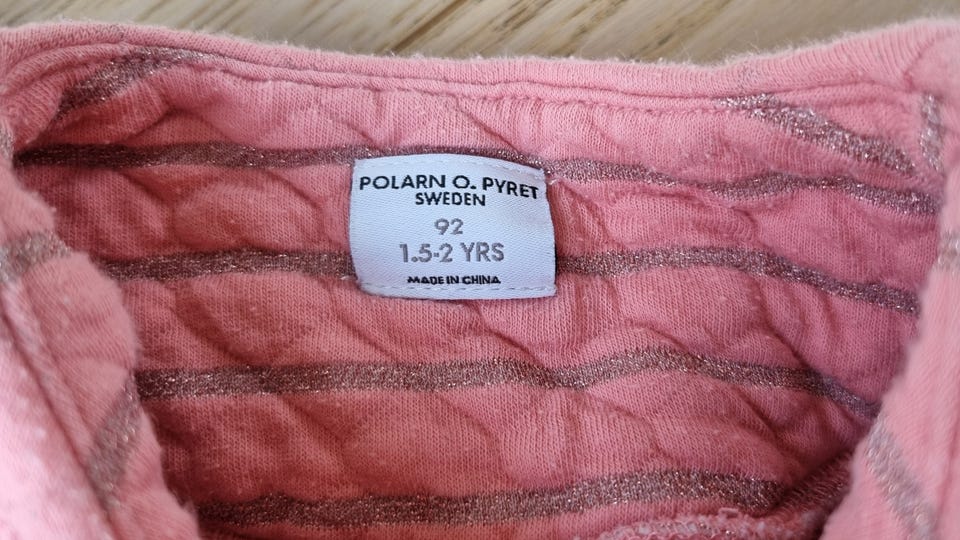 POLARN O. PYRET
SWEDEN
92
1.5-2 YRS
MADE IN CHINA